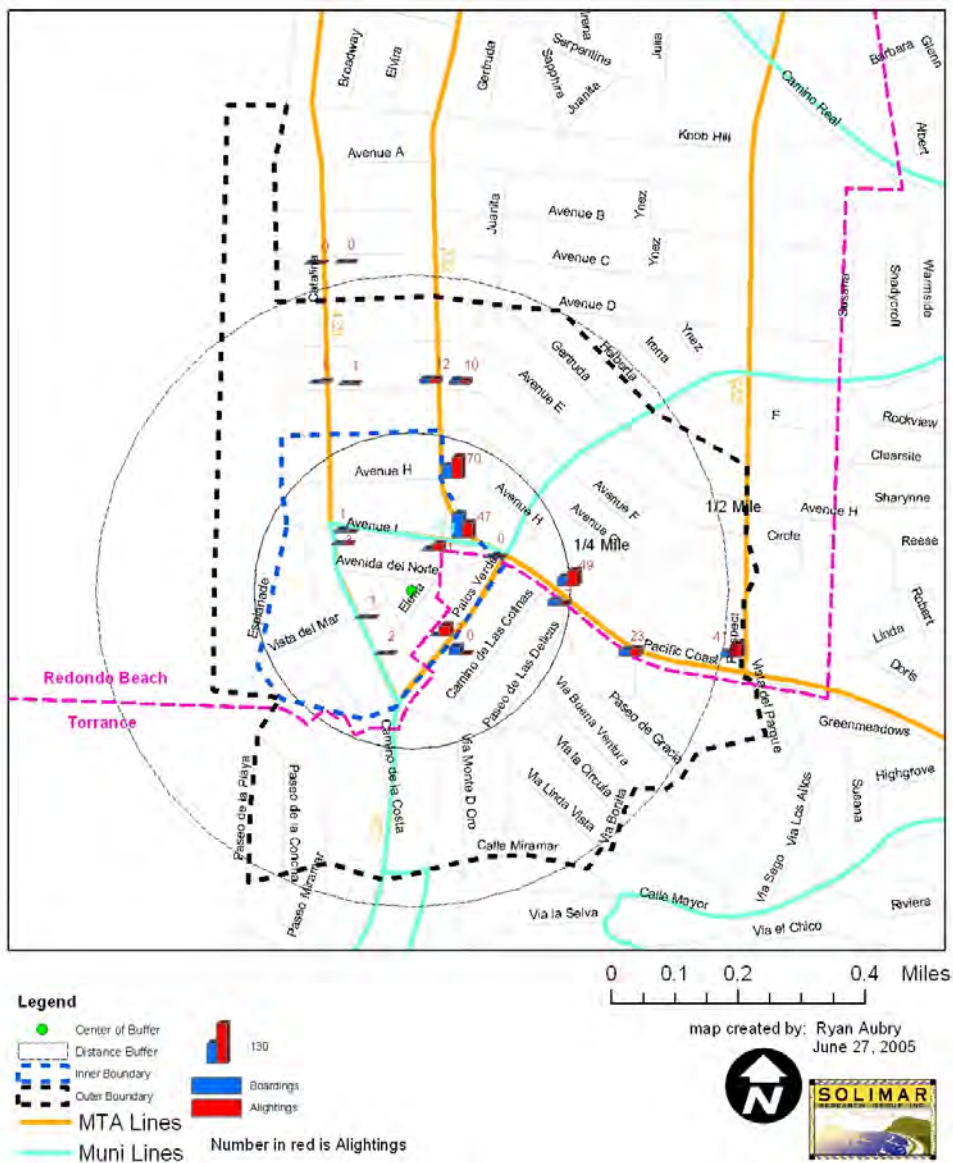 Broadway
Elvira
Gertruda
Serpentine
Sapphire
Juanita
Julia
Camino Real
Barbara
Glenn
Albert
Knob Hill
Avenue A
Juanita
Avenue B
Ynez
Avenue C
Ynez
Avenue D
Catalina
0
Susana
Shadycroft
Warmside
Irena
Ynez
Gertruda
Avenue E
1
12
10
F
Rockview
Clearsite
Avenue H
70
Avenue H
Avenue F
1/2 Mile
Avenue H
Sharynne
Avenue I
1
47
0
Avenue G
1/4 Mile
Circle
Reese
Avenida del Norte
Palos Verdes
49
Elena
Esplanade
Vista del Mar
1
2
0
Camino de Las Colinas
Paseo de Las Delicias
23
Pacific Coast
41
Prospect
Robert
Linda
Doris
Redondo Beach
Torrance
Vista del Parque
Greenmeadows
Via Buena Ventura
Paseo de Gracia
Camino de la Costa
Via Monte D Oro
Via la Circula
Via Linda Vista
Via Bonita
Paseo de la Playa
Paseo de la Concha
Paseo Miramar
Calle Miramar
Via Los Altos
Susana
Highgrove
Via Sego
Calle Mayor
Via la Selva
Via el Chico
Riviera
0 0.1 0.2 0.4 Miles
Legend
Center of Buffer
Distance Buffer
Inner Boundary
Outer Boundary
MTA Lines
Muni Lines
130
Boardings
Alightings
Number in red is Alightings
map created by: Ryan Aubry
June 27, 2005
N
SOLIMAR
RESEARCH GROUP INC